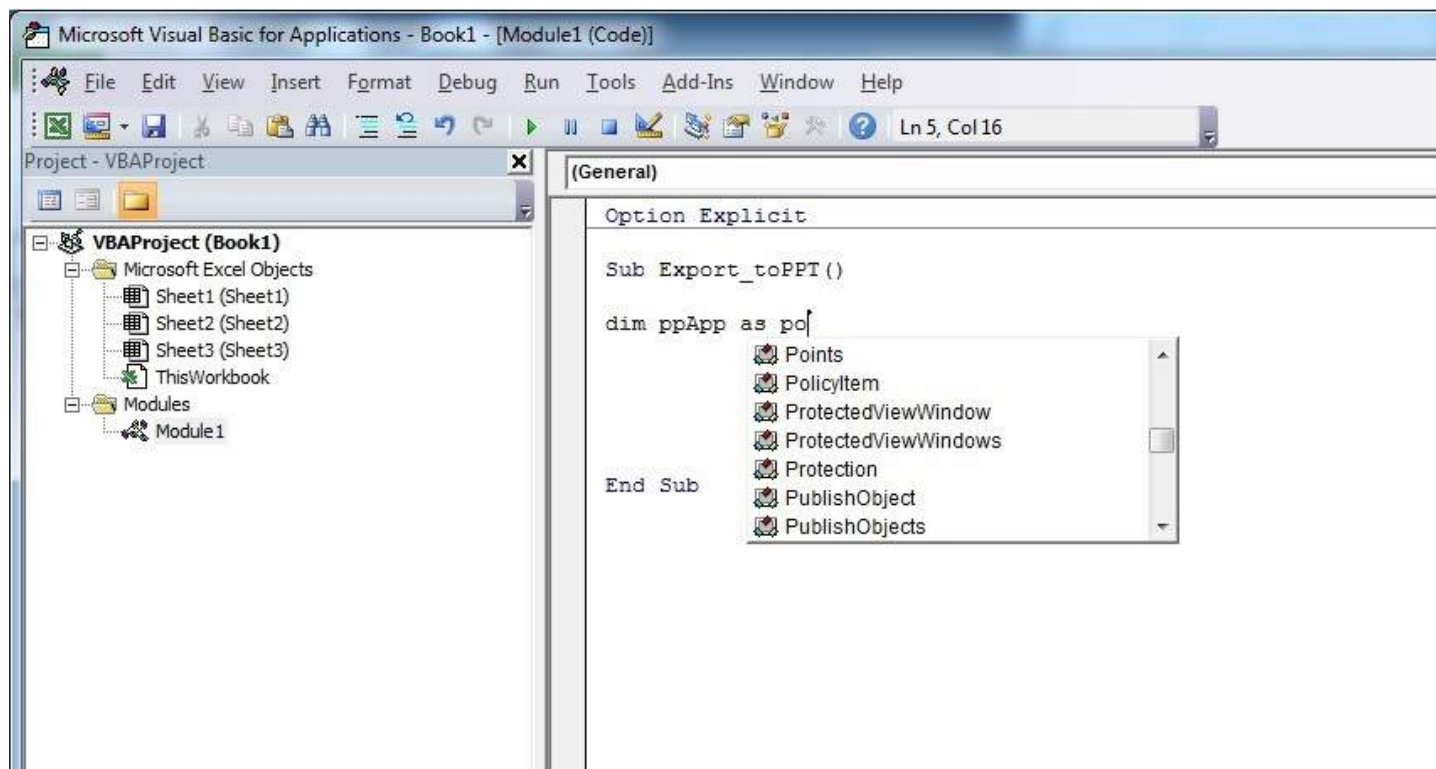 Microsoft Visual Basic for Applications - Book1 - [Module1 (Code)]
File Edit View Insert Format Debug Run Tools Add-Ins Window Help
Ln 5, Col 16
Project - VBAProject
(General)
VBAProject (Book1)
Microsoft Excel Objects
Sheet1 (Sheet1)
Sheet2 (Sheet2)
Sheet3 (Sheet3)
ThisWorkbook
Modules
Module1
Option Explicit
Sub Export_toPPT()
dim ppApp as po
Points
PolicyItem
ProtectedViewWindow
ProtectedViewWindows
Protection
PublishObject
PublishObjects
End Sub